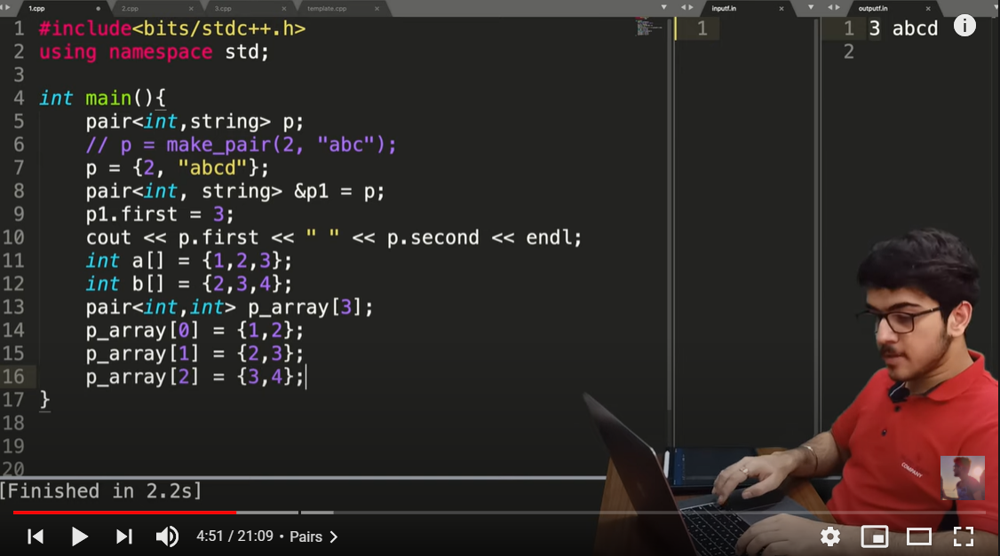 1.cpp 2.cpp 3.cpp template.cpp inputf.in outputf.in
1 #include<bits/stdc++.h>
2 using namespace std;
3
4 int main(){
5 pair<int,string> p;
6 // p = make_pair(2, "abc");
7 p = {2, "abcd"};
8 pair<int, string> &p1 = p;
9 p1.first = 3;
10 cout << p.first << " " << p.second << endl;
11 int a[] = {1,2,3};
12 int b[] = {2,3,4};
13 pair<int,int> p_array[3];
14 p_array[0] = {1,2};
15 p_array[1] = {2,3};
16 p_array[2] = {3,4};
17 }
18
19
20
1
1 3 abcd
2
i
COMPANY
[Finished in 2.2s]
4:51 / 21:09 • Pairs >